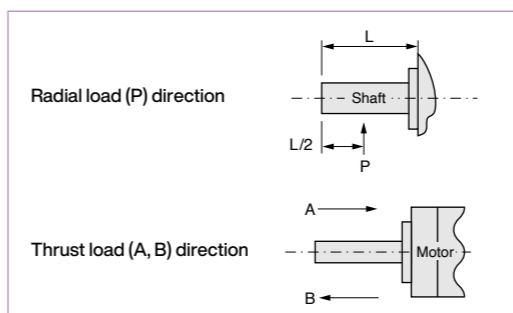 L
Radial load (P) direction
Shaft
L/2
P
A
Thrust load (A, B) direction
Motor
B